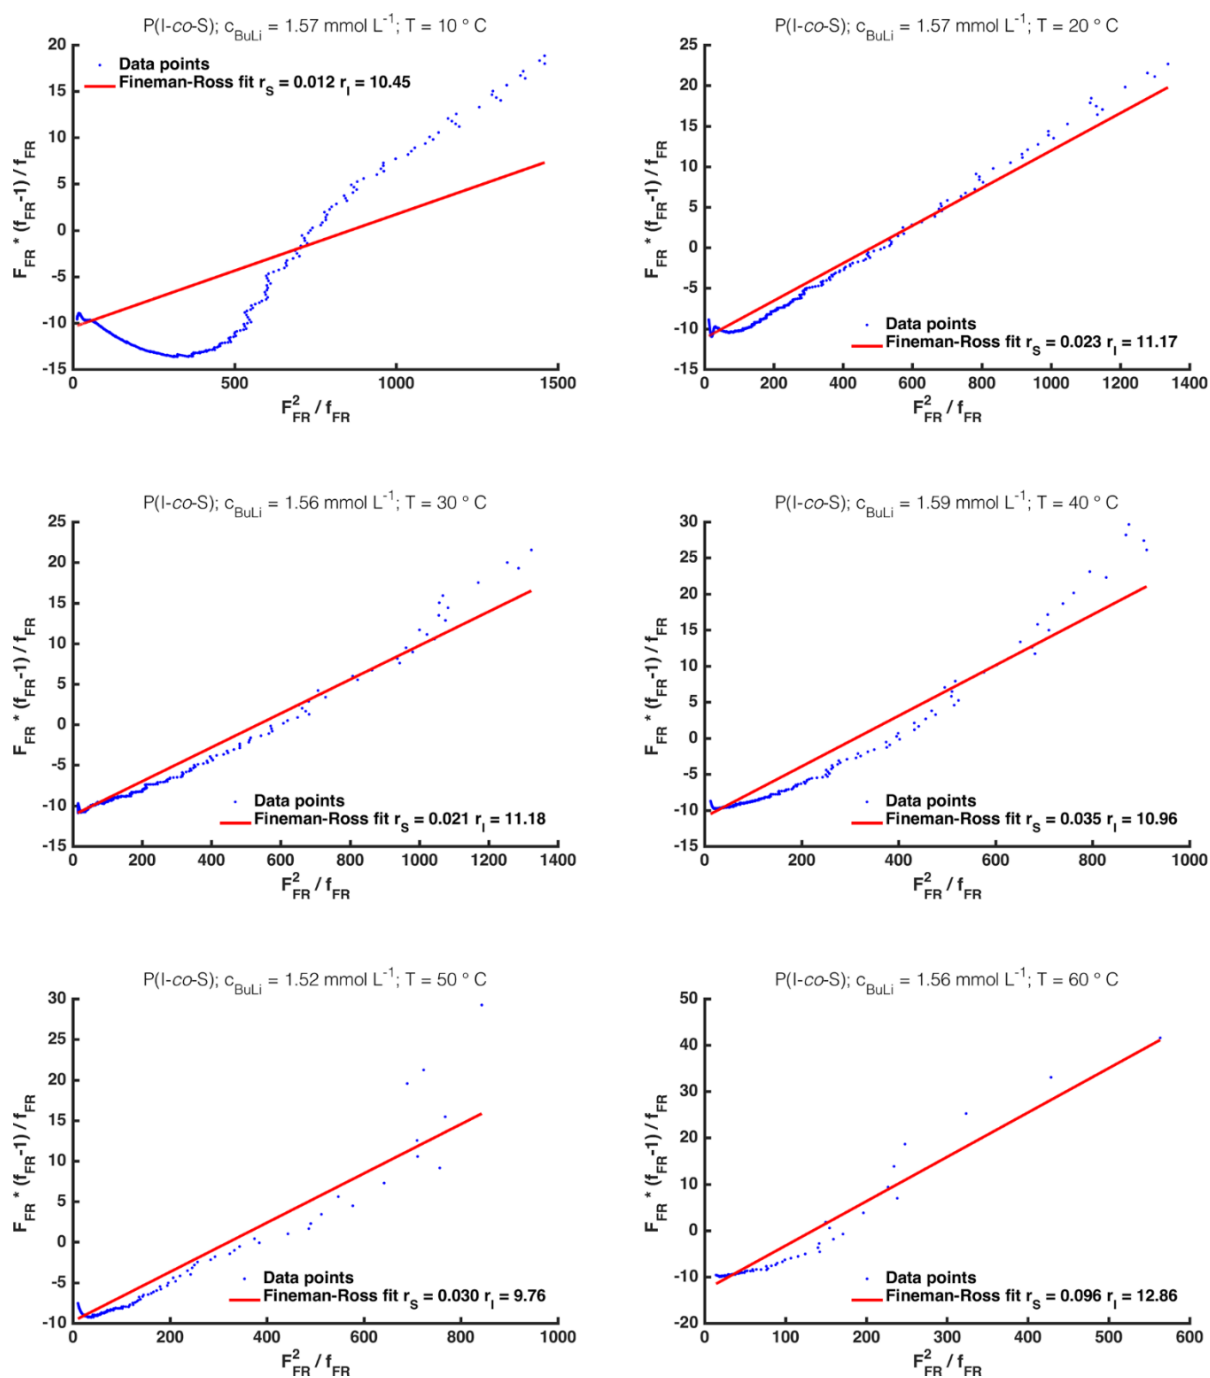 P(I-co-S); c_BuLi = 1.57 mmol L⁻¹; T = 10 ° C
20
15
10
5
0
-5
-10
-15
F_FR * (f_FR-1) / f_FR
Data points
Fineman-Ross fit r_S = 0.012 r_I = 10.45
0 500 1000 1500
F²_FR / f_FR
P(I-co-S); c_BuLi = 1.57 mmol L⁻¹; T = 20 ° C
25
20
15
10
5
0
-5
-10
-15
F_FR * (f_FR-1) / f_FR
Data points
Fineman-Ross fit r_S = 0.023 r_I = 11.17
0 200 400 600 800 1000 1200 1400
F²_FR / f_FR
P(I-co-S); c_BuLi = 1.56 mmol L⁻¹; T = 30 ° C
25
20
15
10
5
0
-5
-10
-15
F_FR * (f_FR-1) / f_FR
Data points
Fineman-Ross fit r_S = 0.021 r_I = 11.18
0 200 400 600 800 1000 1200 1400
F²_FR / f_FR
P(I-co-S); c_BuLi = 1.59 mmol L⁻¹; T = 40 ° C
30
25
20
15
10
5
0
-5
-10
-15
F_FR * (f_FR-1) / f_FR
Data points
Fineman-Ross fit r_S = 0.035 r_I = 10.96
0 200 400 600 800 1000
F²_FR / f_FR
P(I-co-S); c_BuLi = 1.52 mmol L⁻¹; T = 50 ° C
30
25
20
15
10
5
0
-5
-10
F_FR * (f_FR-1) / f_FR
Data points
Fineman-Ross fit r_S = 0.030 r_I = 9.76
0 200 400 600 800 1000
F²_FR / f_FR
P(I-co-S); c_BuLi = 1.56 mmol L⁻¹; T = 60 ° C
50
40
30
20
10
0
-10
-20
F_FR * (f_FR-1) / f_FR
Data points
Fineman-Ross fit r_S = 0.096 r_I = 12.86
0 100 200 300 400 500 600
F²_FR / f_FR